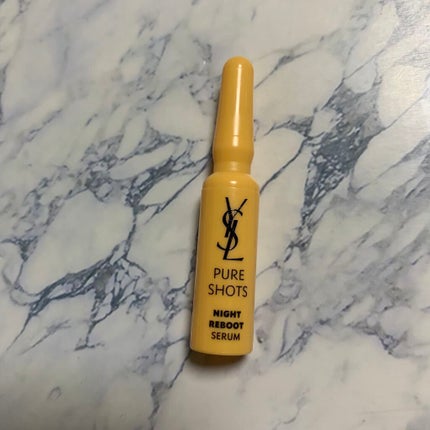 YSL
PURE
SHOTS
NIGHT
REBOOT
SERUM